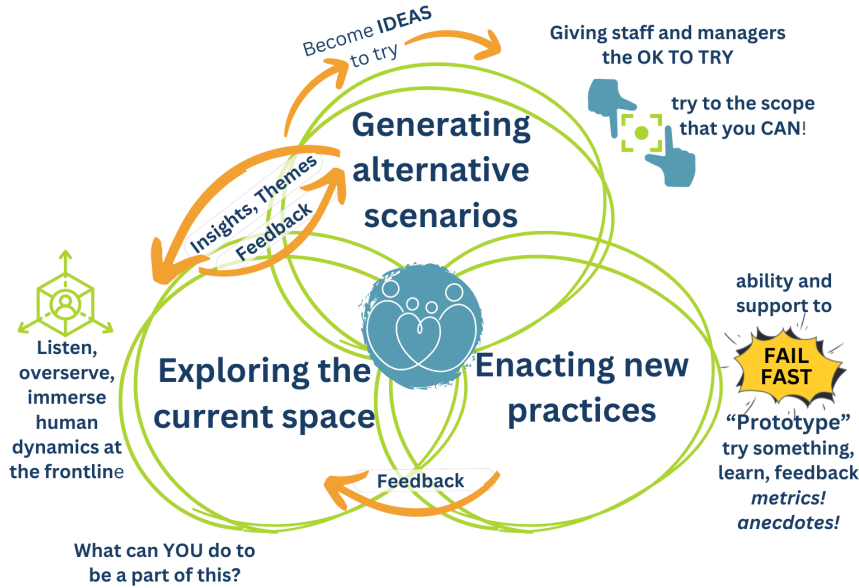 Become IDEAS
to try
Giving staff and managers
the OK TO TRY
try to the scope
that you CAN!
Generating
alternative
scenarios
Insights, Themes
Feedback
Listen,
overserve,
immerse
human
dynamics at
the frontline
Exploring the
current space
Enacting new
practices
ability and
support to
FAIL
FAST
“Prototype”
try something,
learn, feedback
metrics!
anecdotes!
Feedback
What can YOU do to
be a part of this?